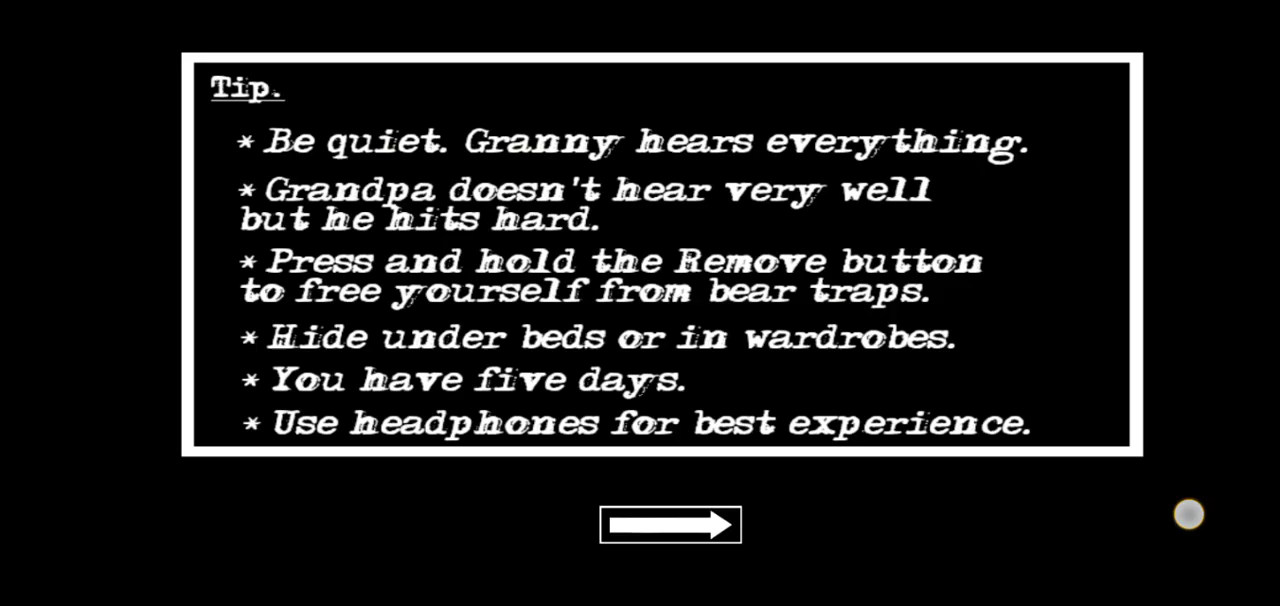 Tip.
* Be quiet. Granny hears everything.
* Grandpa doesn't hear very well
but he hits hard.
* Press and hold the Remove button
to free yourself from bear traps.
* Hide under beds or in wardrobes.
* You have five days.
* Use headphones for best experience.